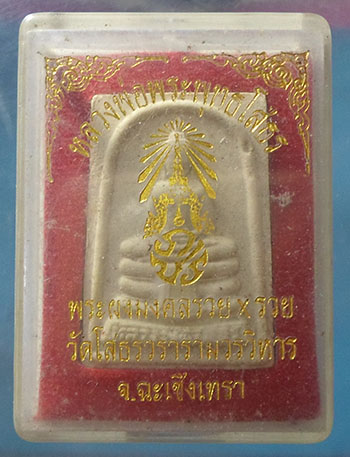 หลวงพ่อพระพุทธโสธร
พระผงมงคลรวย X รวย
วัดโสธรวรารามวรวิหาร
จ.ฉะเชิงเทรา